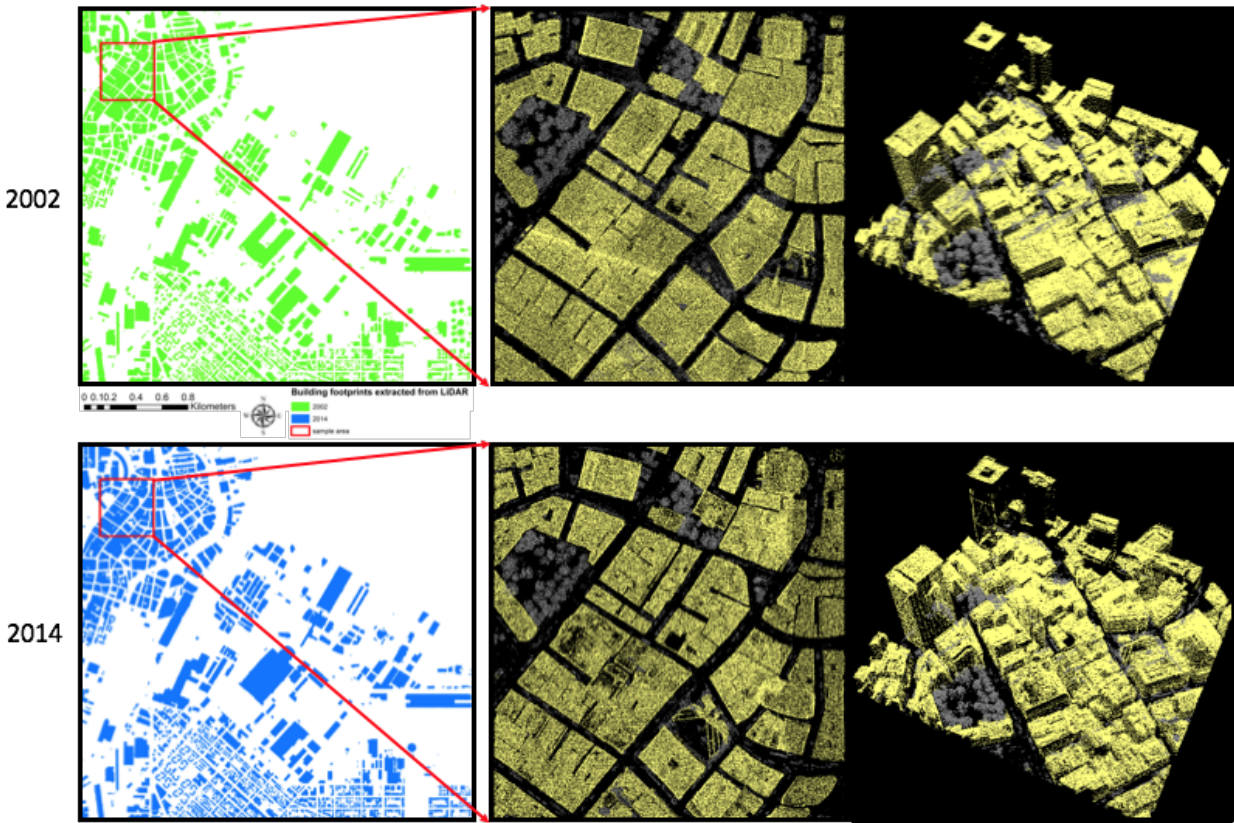 2002
0 0.10.2 0.4 0.6 0.8
Kilometers
N
W E
S
Building footprints extracted from LiDAR
2002
2014
sample area
2014